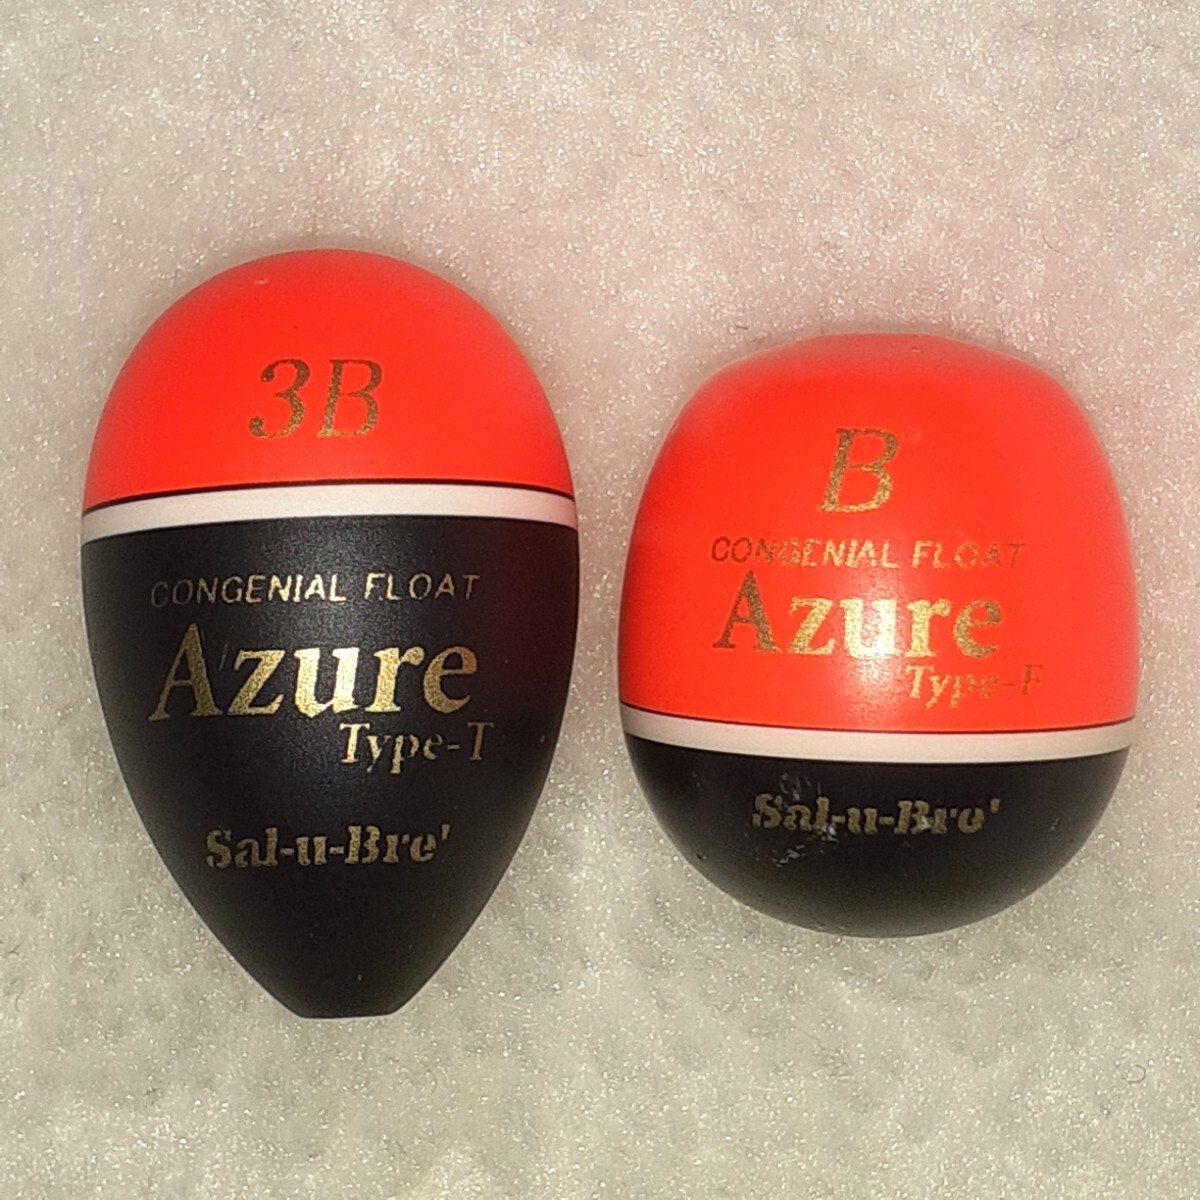 3B
CONGENIAL FLOAT
Azure
Type-T
Sal-u-Bre'
B
CONGENIAL FLOAT
Azure
Type-F
Sal-u-Bre'